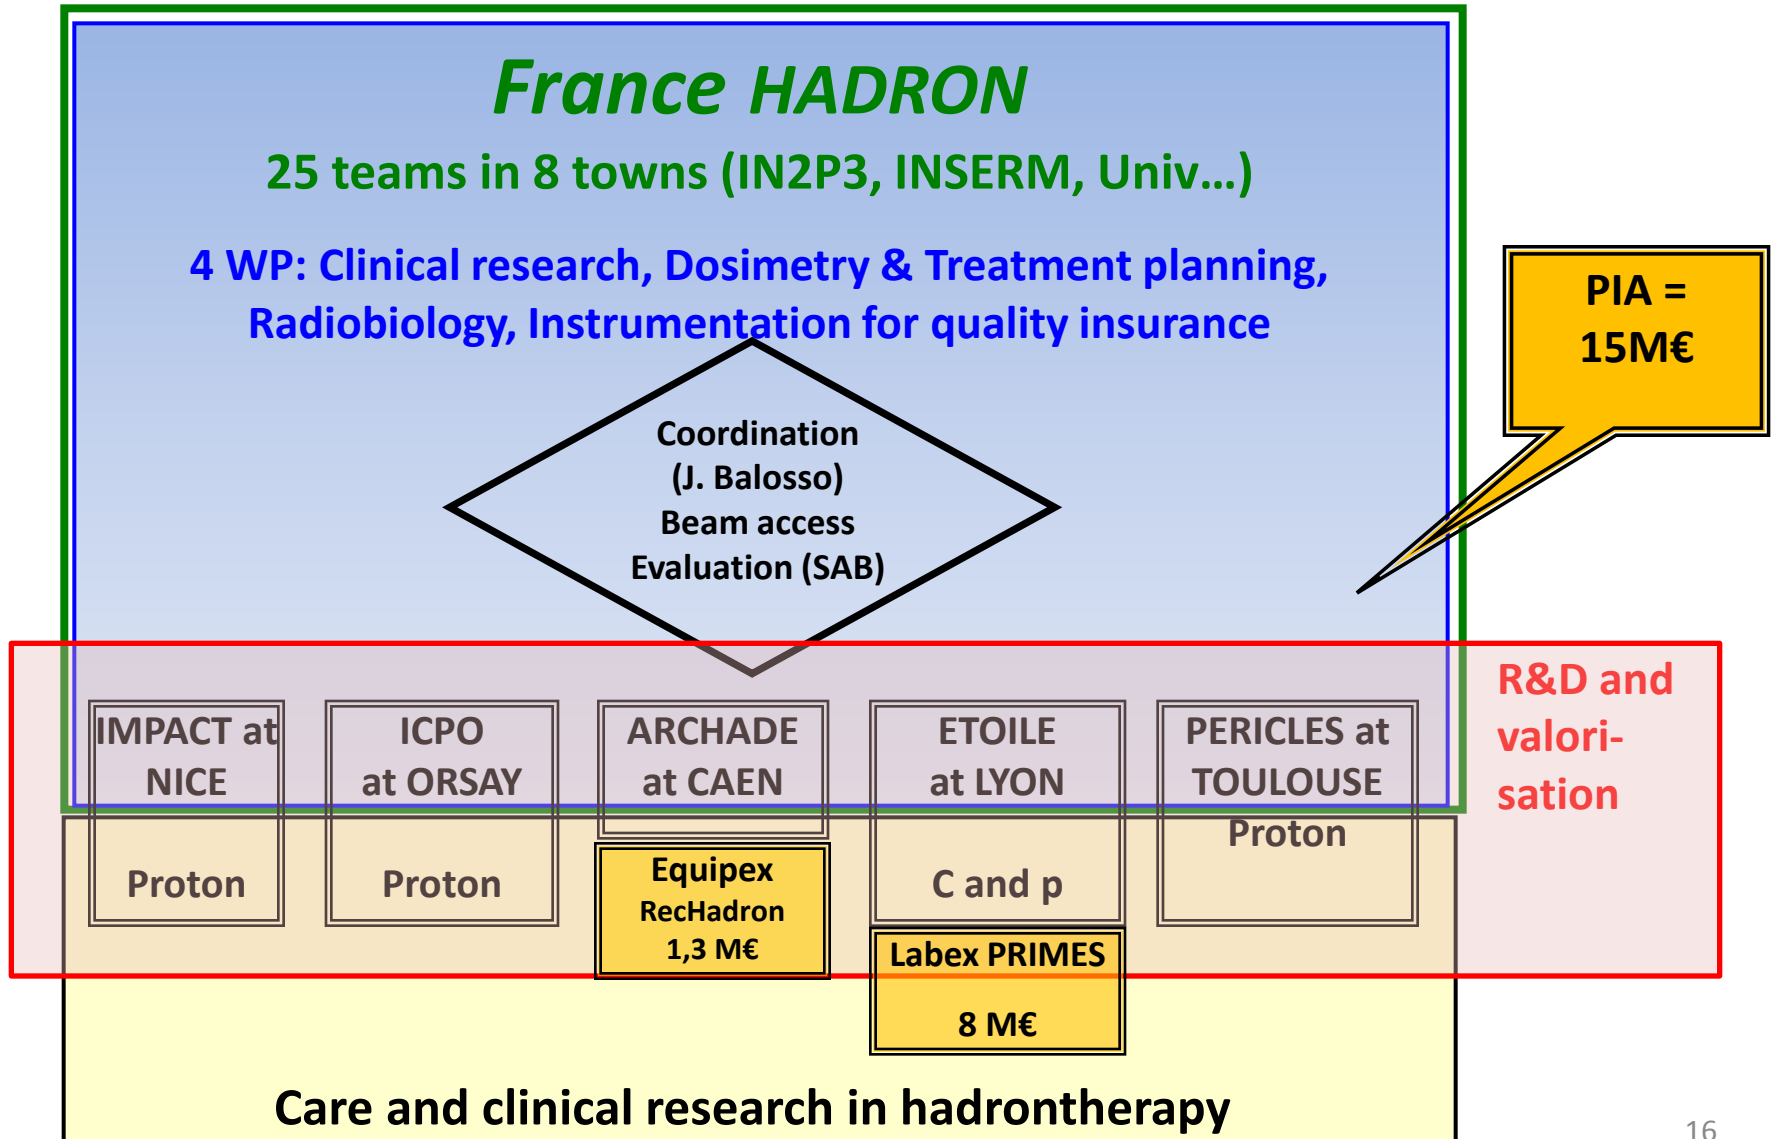 France HADRON
25 teams in 8 towns (IN2P3, INSERM, Univ...)
4 WP: Clinical research, Dosimetry & Treatment planning,
Radiobiology, Instrumentation for quality insurance
PIA =
15M€
Coordination
(J. Balosso)
Beam access
Evaluation (SAB)
R&D and
valori-
sation
IMPACT at
NICE
Proton
ICPO
at ORSAY
Proton
ARCHADE
at CAEN
Equipex
RecHadron
1,3 M€
ETOILE
at LYON
C and p
Labex PRIMES
8 M€
PERICLES at
TOULOUSE
Proton
Care and clinical research in hadrontherapy
16